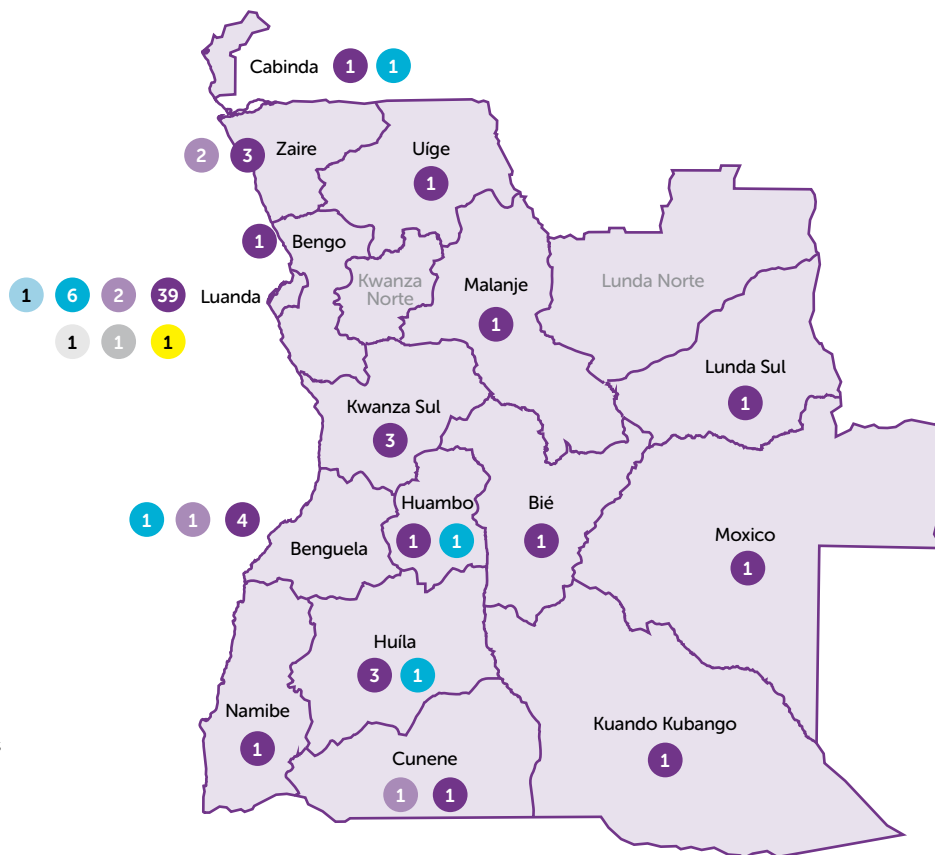 Cabinda 1 1
2 3 Zaire
Uíge
1
1 Bengo
1 6 2 39 Luanda
1 1 1
Kwanza
Norte
Malanje
1
Lunda Norte
Lunda Sul
1
Kwanza Sul
3
1 1 4
Benguela
Huambo
1 1
Bié
1
Moxico
1
Huíla
3 1
Namibe
1
Cunene
1 1
Kuando Kubango
1
s